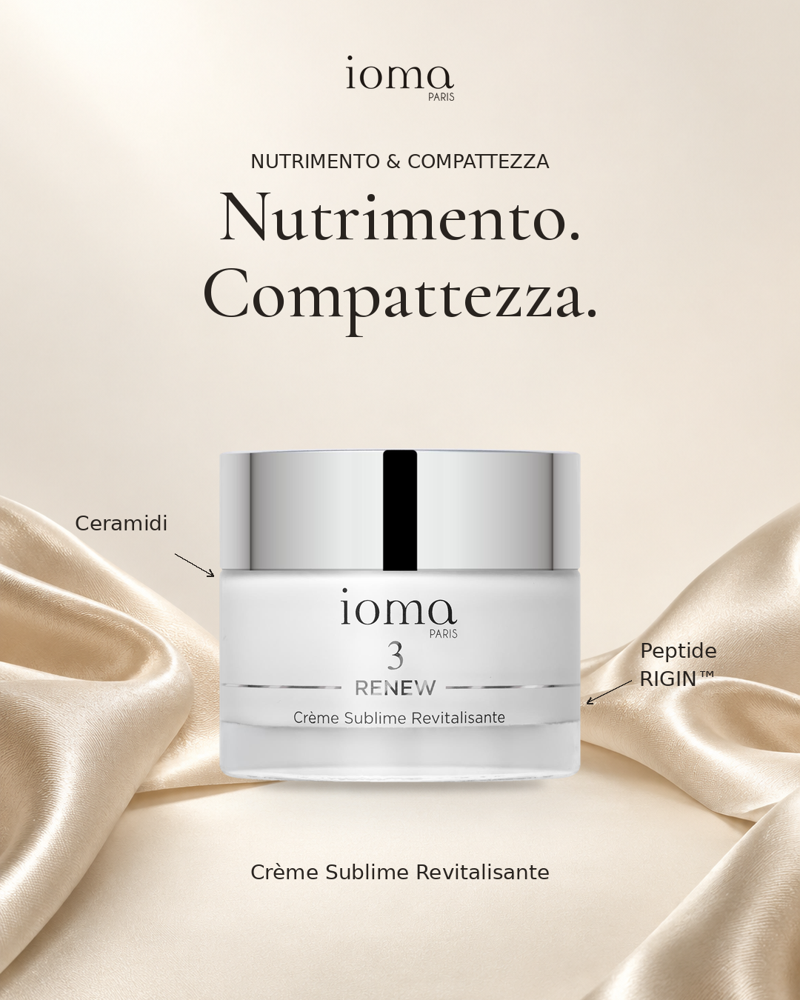 ioma
PARIS
NUTRIMENTO & COMPATTEZZA
Nutrimento.
Compattezza.
Ceramidi
ioma
PARIS
3
RENEW
Crème Sublime Revitalisante
Peptide
RIGIN™
Crème Sublime Revitalisante